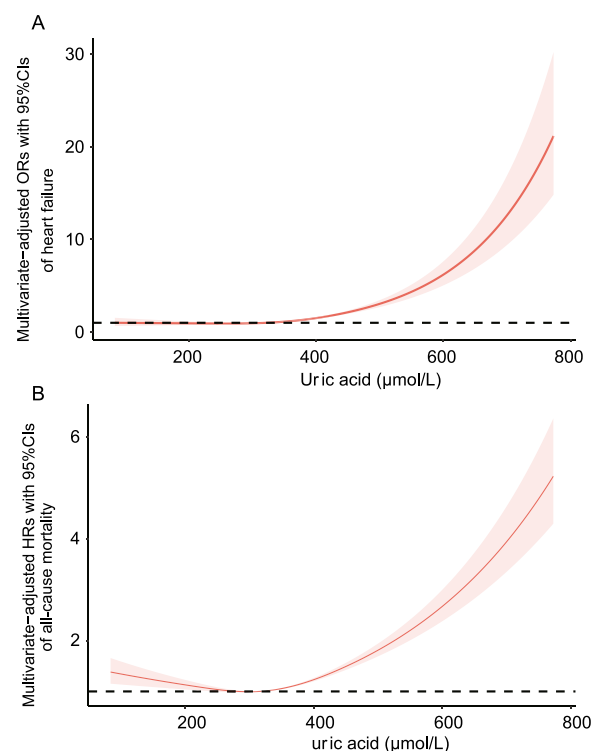 A
Multivariate−adjusted ORs with 95%CIs
of heart failure
30
20
10
0
200
400
600
800
Uric acid (μmol/L)
B
Multivariate−adjusted HRs with 95%CIs
of all−cause mortality
6
4
2
200
400
600
800
uric acid (μmol/L)